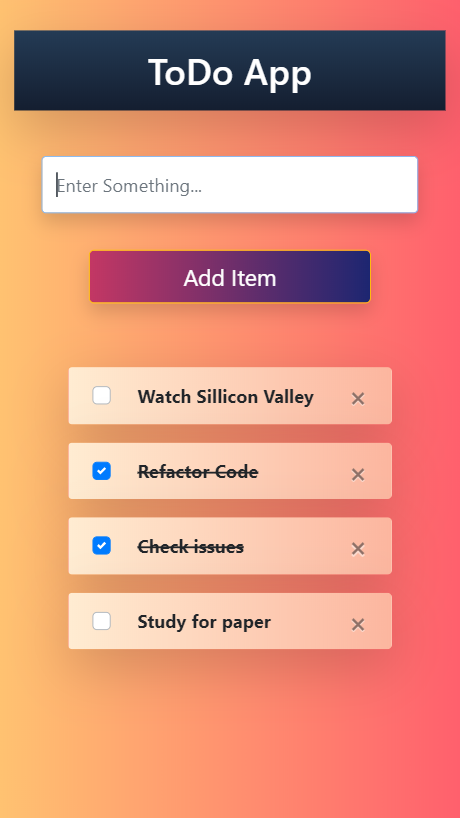 ToDo App
Enter Something...
Add Item
Watch Sillicon Valley ×
Refactor Code ×
Check issues ×
Study for paper ×